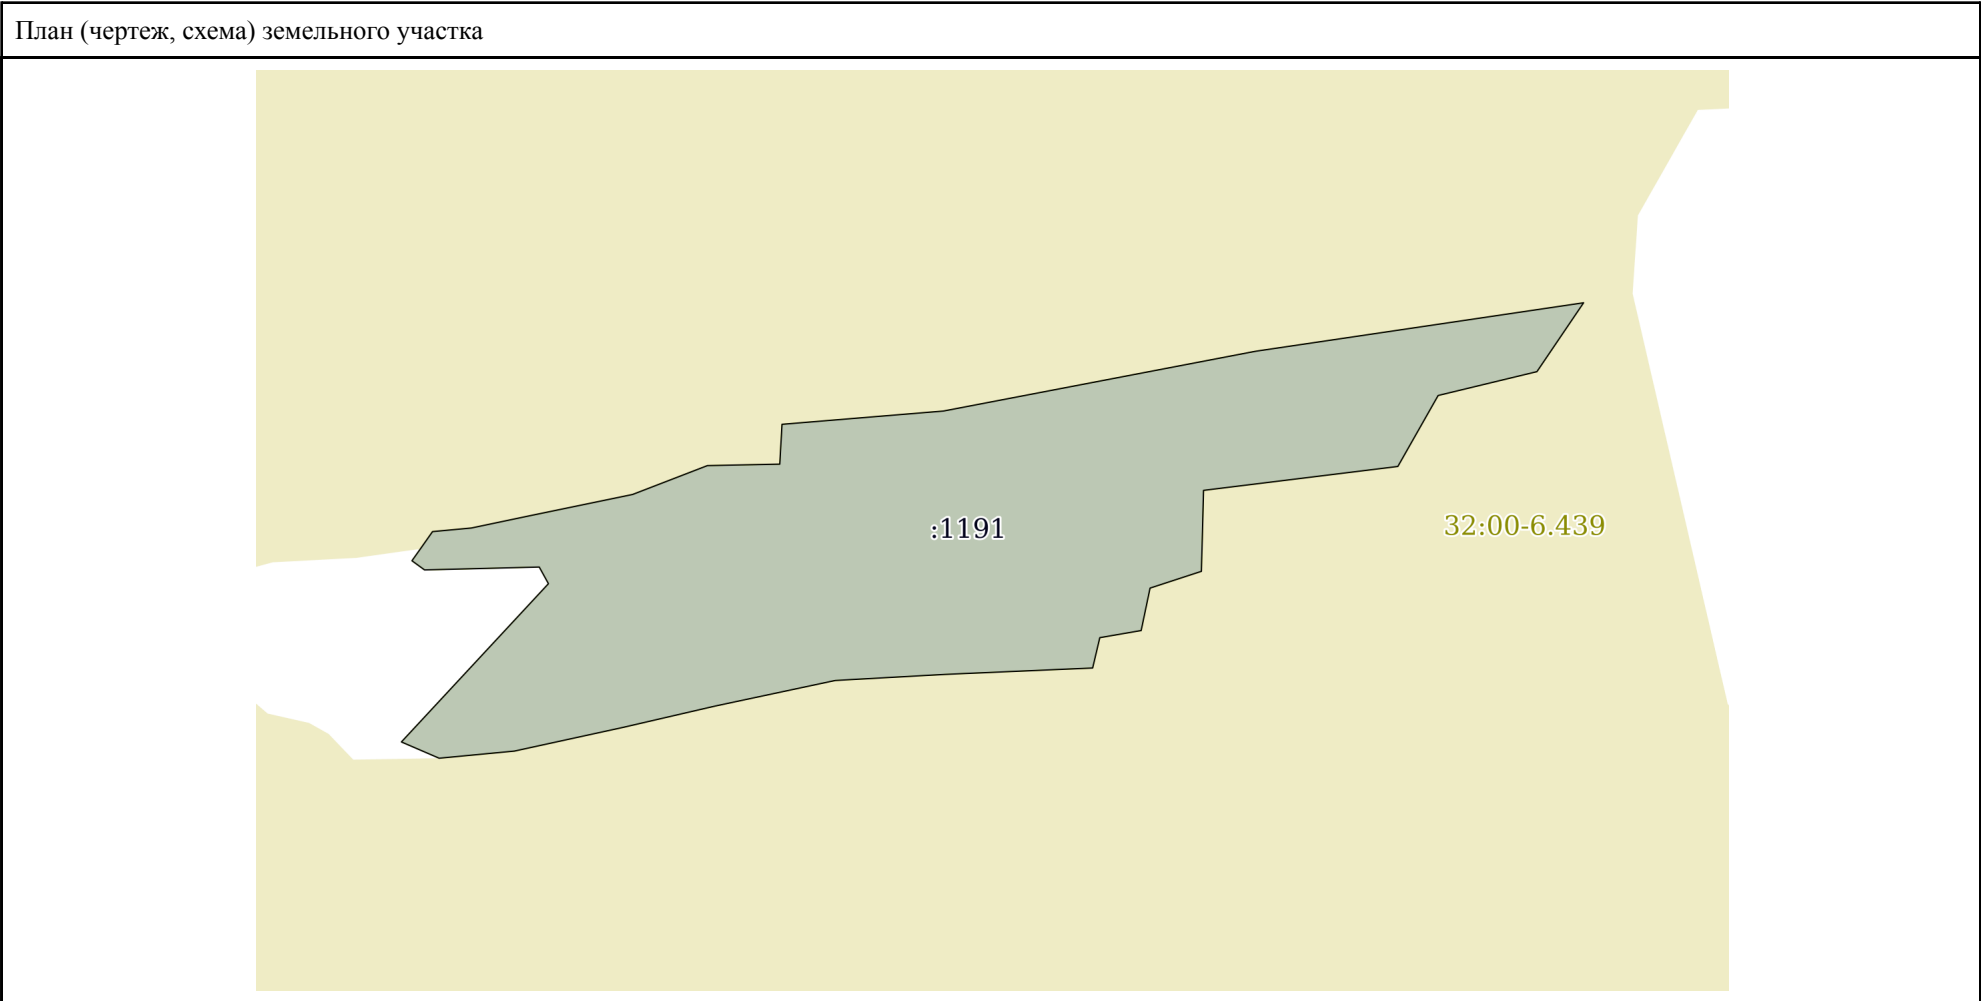 План (чертеж, схема) земельного участка
:1191
32:00-6.439